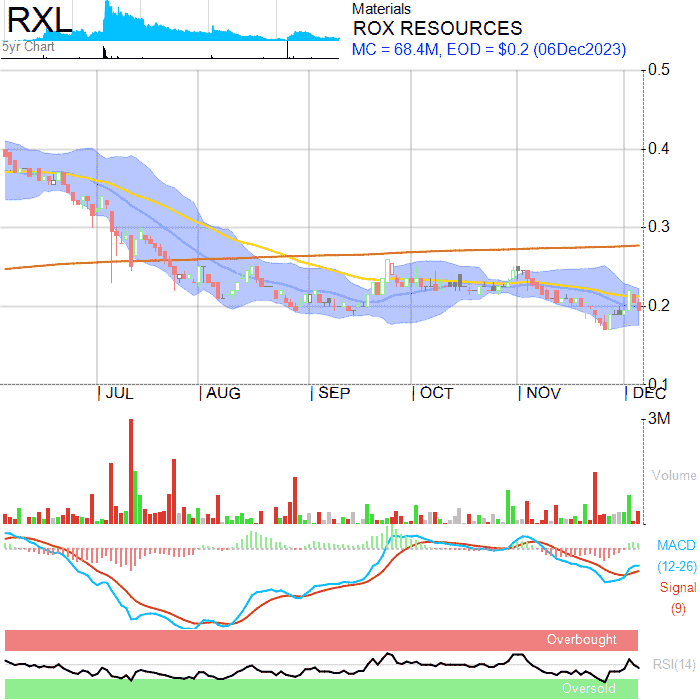 RXL
5yr Chart
Materials
ROX RESOURCES
MC = 68.4M, EOD = $0.2 (06Dec2023)
0.5
0.4
0.3
0.2
0.1
JUL
AUG
SEP
OCT
NOV
DEC
3M
Volume
MACD
(12-26)
Signal
(9)
Overbought
RSI(14)
Oversold